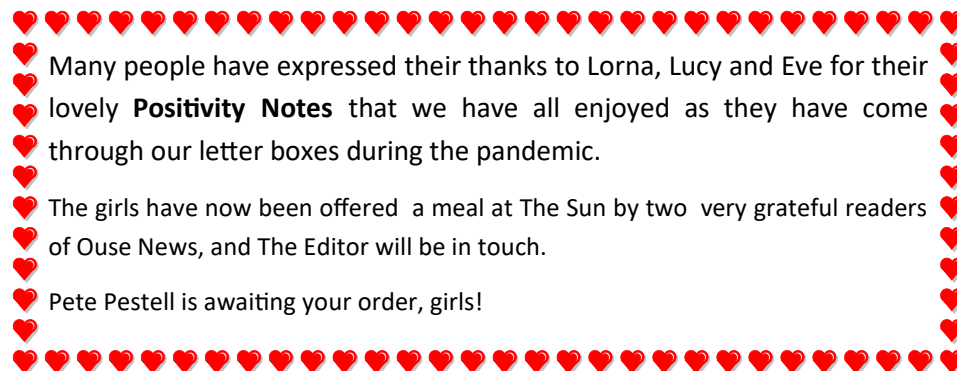 Many people have expressed their thanks to Lorna, Lucy and Eve for their
lovely Positivity Notes that we have all enjoyed as they have come
through our letter boxes during the pandemic.
The girls have now been offered  a meal at The Sun by two  very grateful readers
of Ouse News, and The Editor will be in touch.
Pete Pestell is awaiting your order, girls!